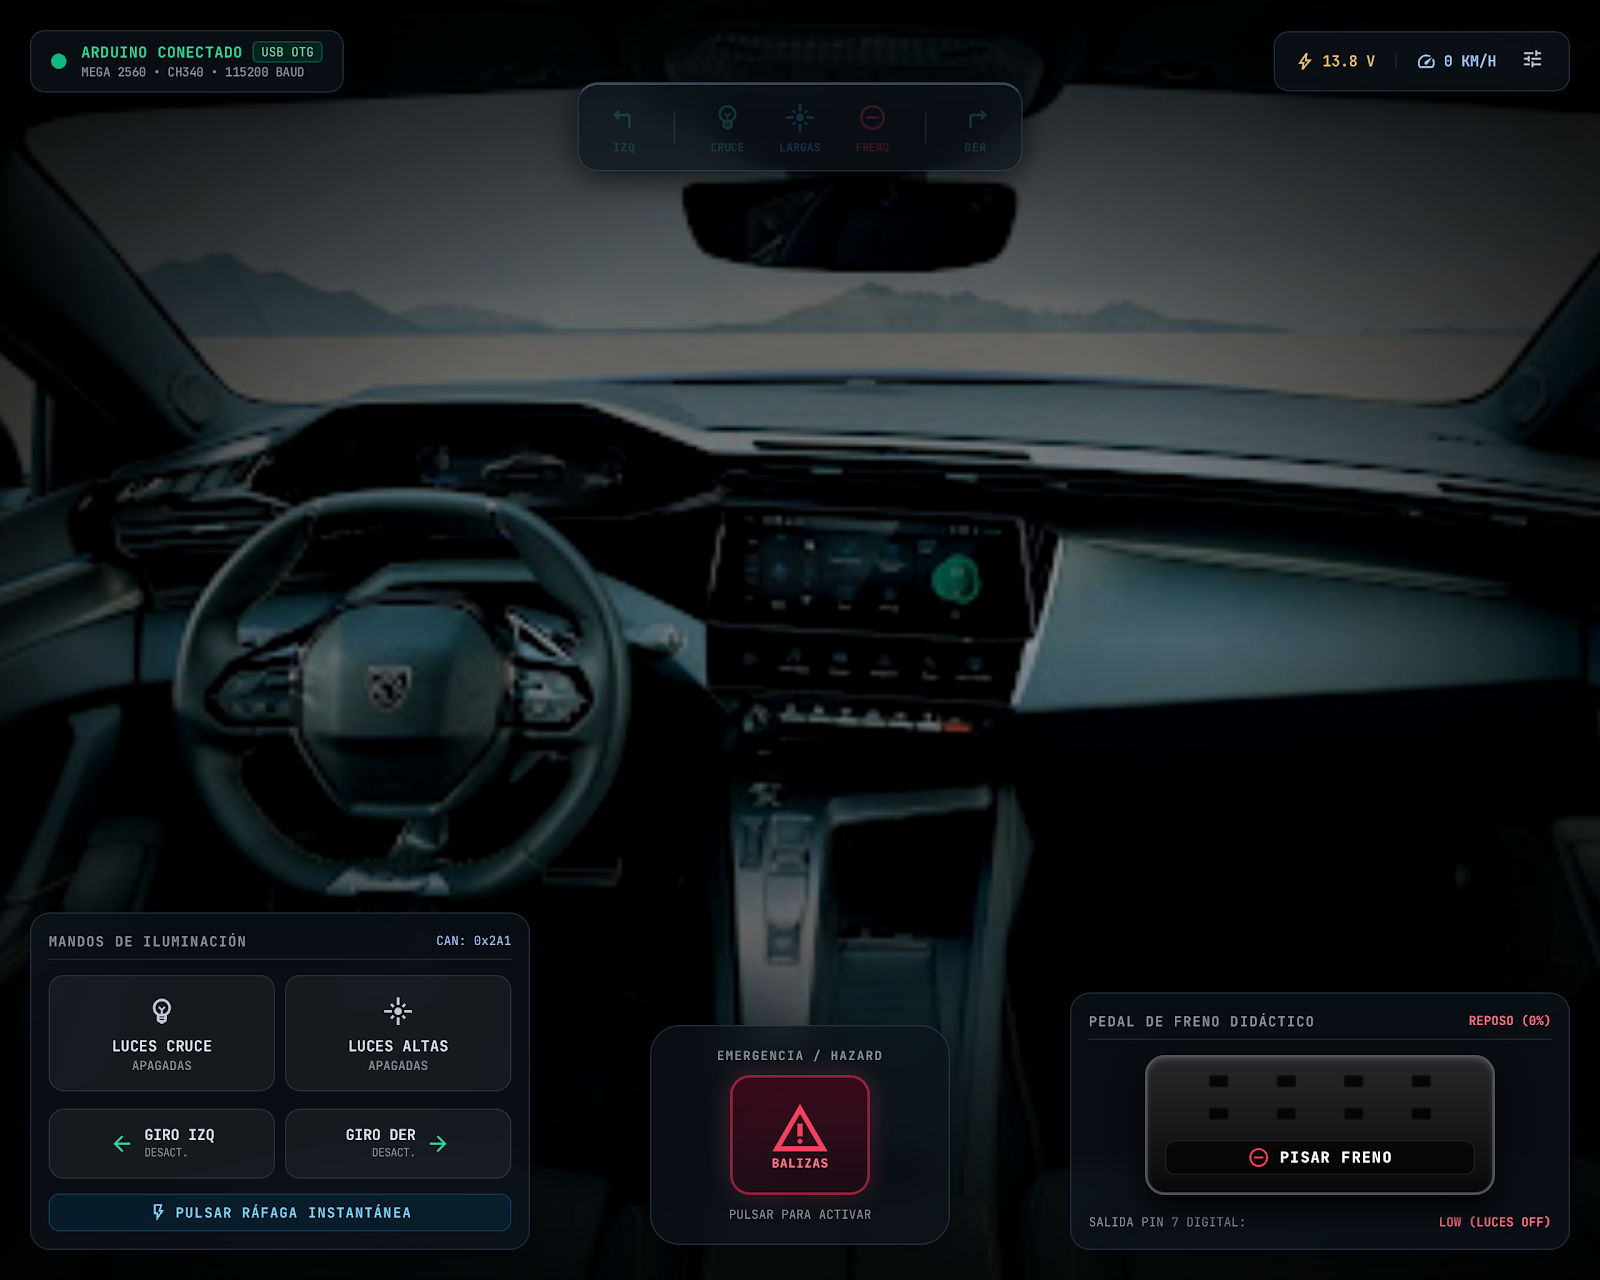 ARDUINO CONECTADO USB OTG
MEGA 2560 • CH340 • 115200 BAUD
13.8 V
0 KM/H
IZQ
CRUCE
LARGAS
FRENO
DER
MANDOS DE ILUMINACIÓN
CAN: 0x2A1
LUCES CRUCE
APAGADAS
LUCES ALTAS
APAGADAS
GIRO IZQ
DESACT.
GIRO DER
DESACT.
PULSAR RÁFAGA INSTANTÁNEA
EMERGENCIA / HAZARD
BALIZAS
PULSAR PARA ACTIVAR
PEDAL DE FRENO DIDÁCTICO
REPOSO (0%)
PISAR FRENO
SALIDA PIN 7 DIGITAL:
LOW (LUCES OFF)